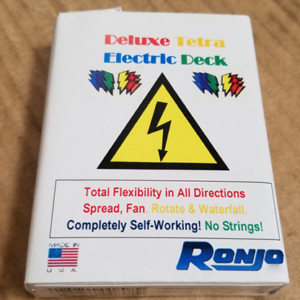 Deluxe Tetra
Electric Deck
Total Flexibility in All Directions
Spread, Fan, Rotate & Waterfall.
Completely Self-Working! No Strings!
MADE IN
U.S.A.
RONJO